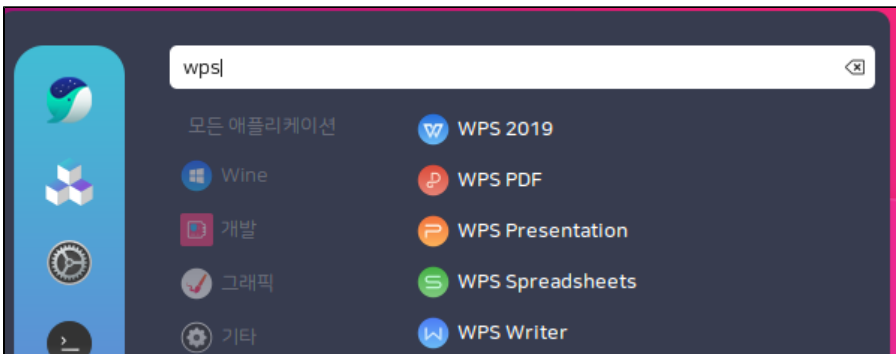 wps
모든 애플리케이션
Wine
개발
그래픽
기타
WPS 2019
WPS PDF
WPS Presentation
WPS Spreadsheets
WPS Writer